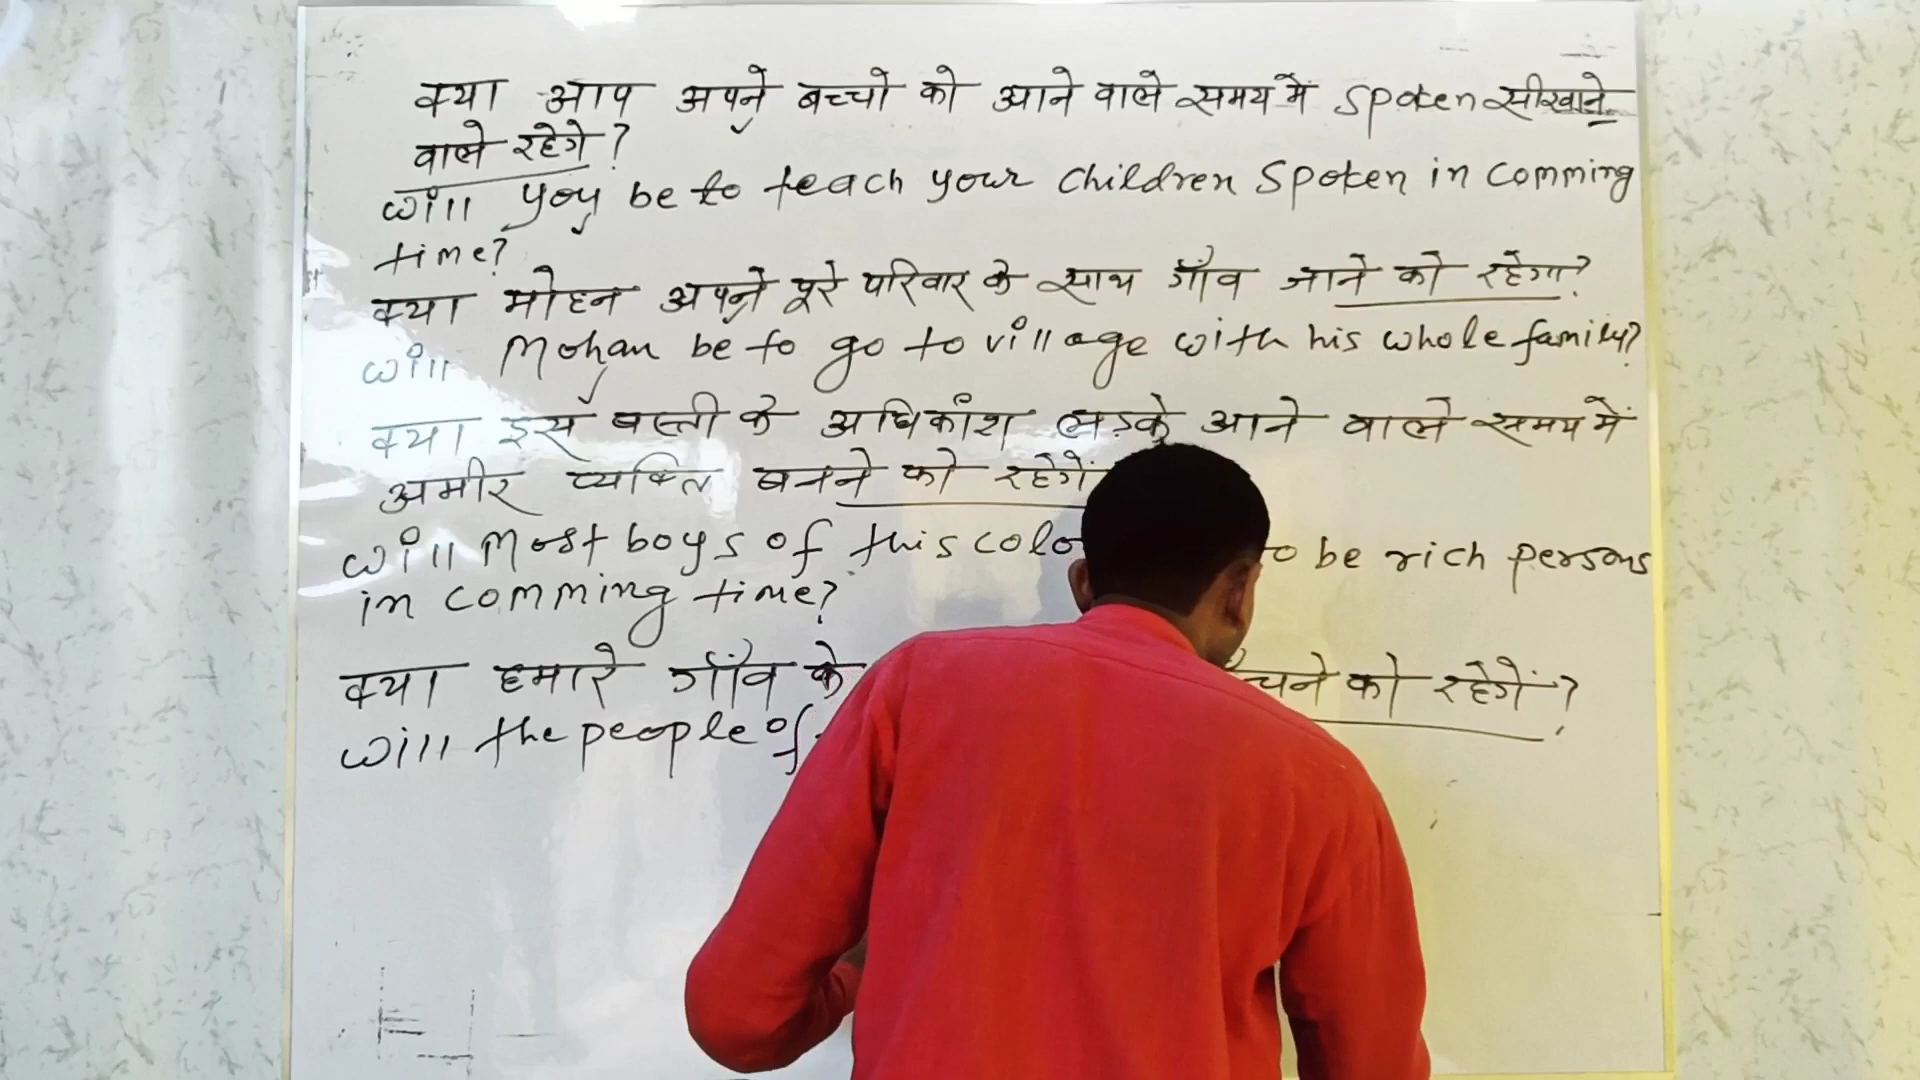 क्या आप अपने बच्चो को आने वाले समय में Spoken सीखाने
वाले रहेगे ?
will you be to teach your children Spoken in comming
time?
क्या मोहन अपने पूरे परिवार के साथ गाँव जाने को रहेगा?
will Mohan be to go to village with his whole family?
क्या इस बस्ती के अधिकांश लड़के आने वाले समय में
अमीर व्यक्ति बनने को रहेगें
will Most boys of this be rich persons
in comming time?
क्या हमारे गाँव के को रहेगें ?
will the people of